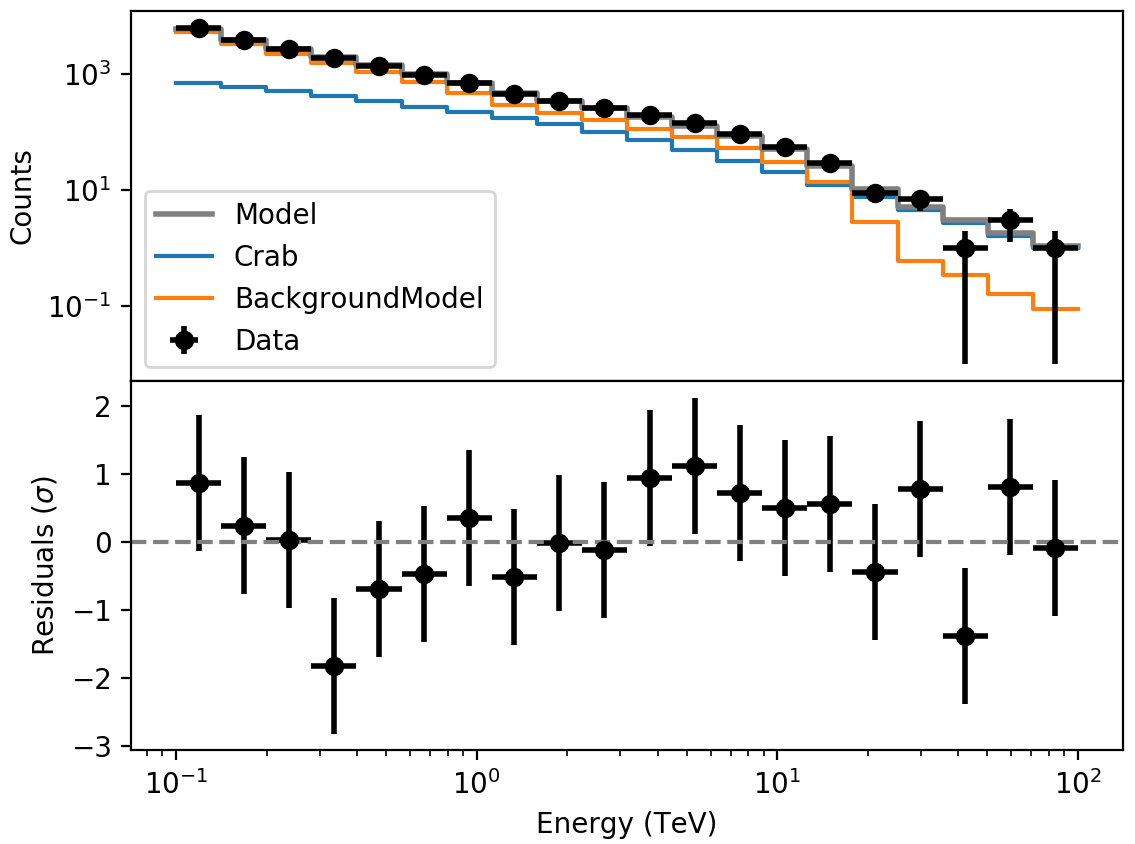 10³
10¹
10⁻¹
Counts
Model
Crab
BackgroundModel
Data
2
1
0
−1
−2
−3
Residuals (σ)
10⁻¹
10⁰
10¹
10²
Energy (TeV)